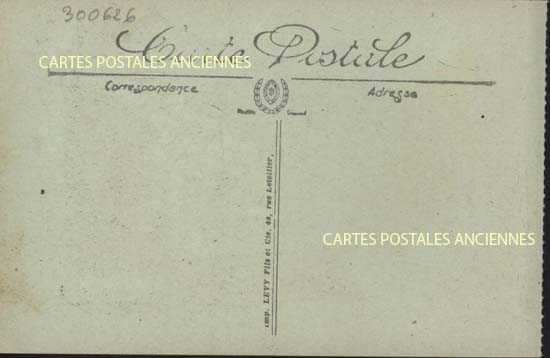 300626
Carte Postale
CARTES POSTALES ANCIENNES
Correspondance
Adresse
Imp. LEVY Fils et Cie, 44, rue Letellier,
CARTES POSTALES ANCIENNES